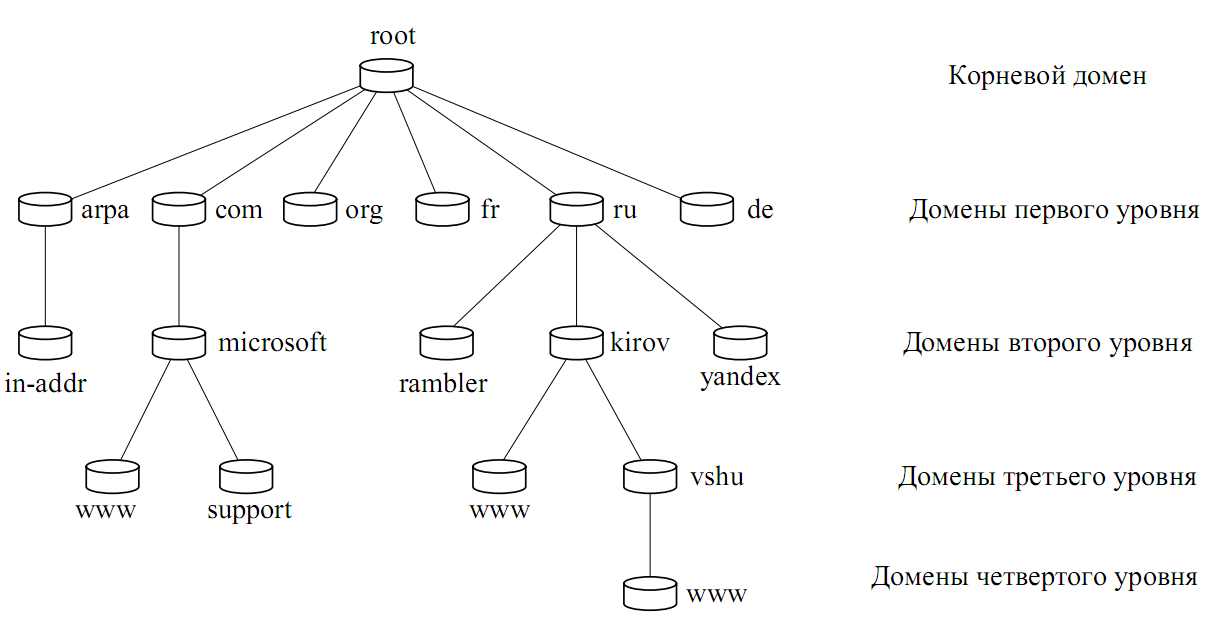 root
Корневой домен
arpa
com
org
fr
ru
de
Домены первого уровня
microsoft
kirov
Домены второго уровня
in-addr
rambler
yandex
vshu
Домены третьего уровня
www
support
www
Домены четвертого уровня
www